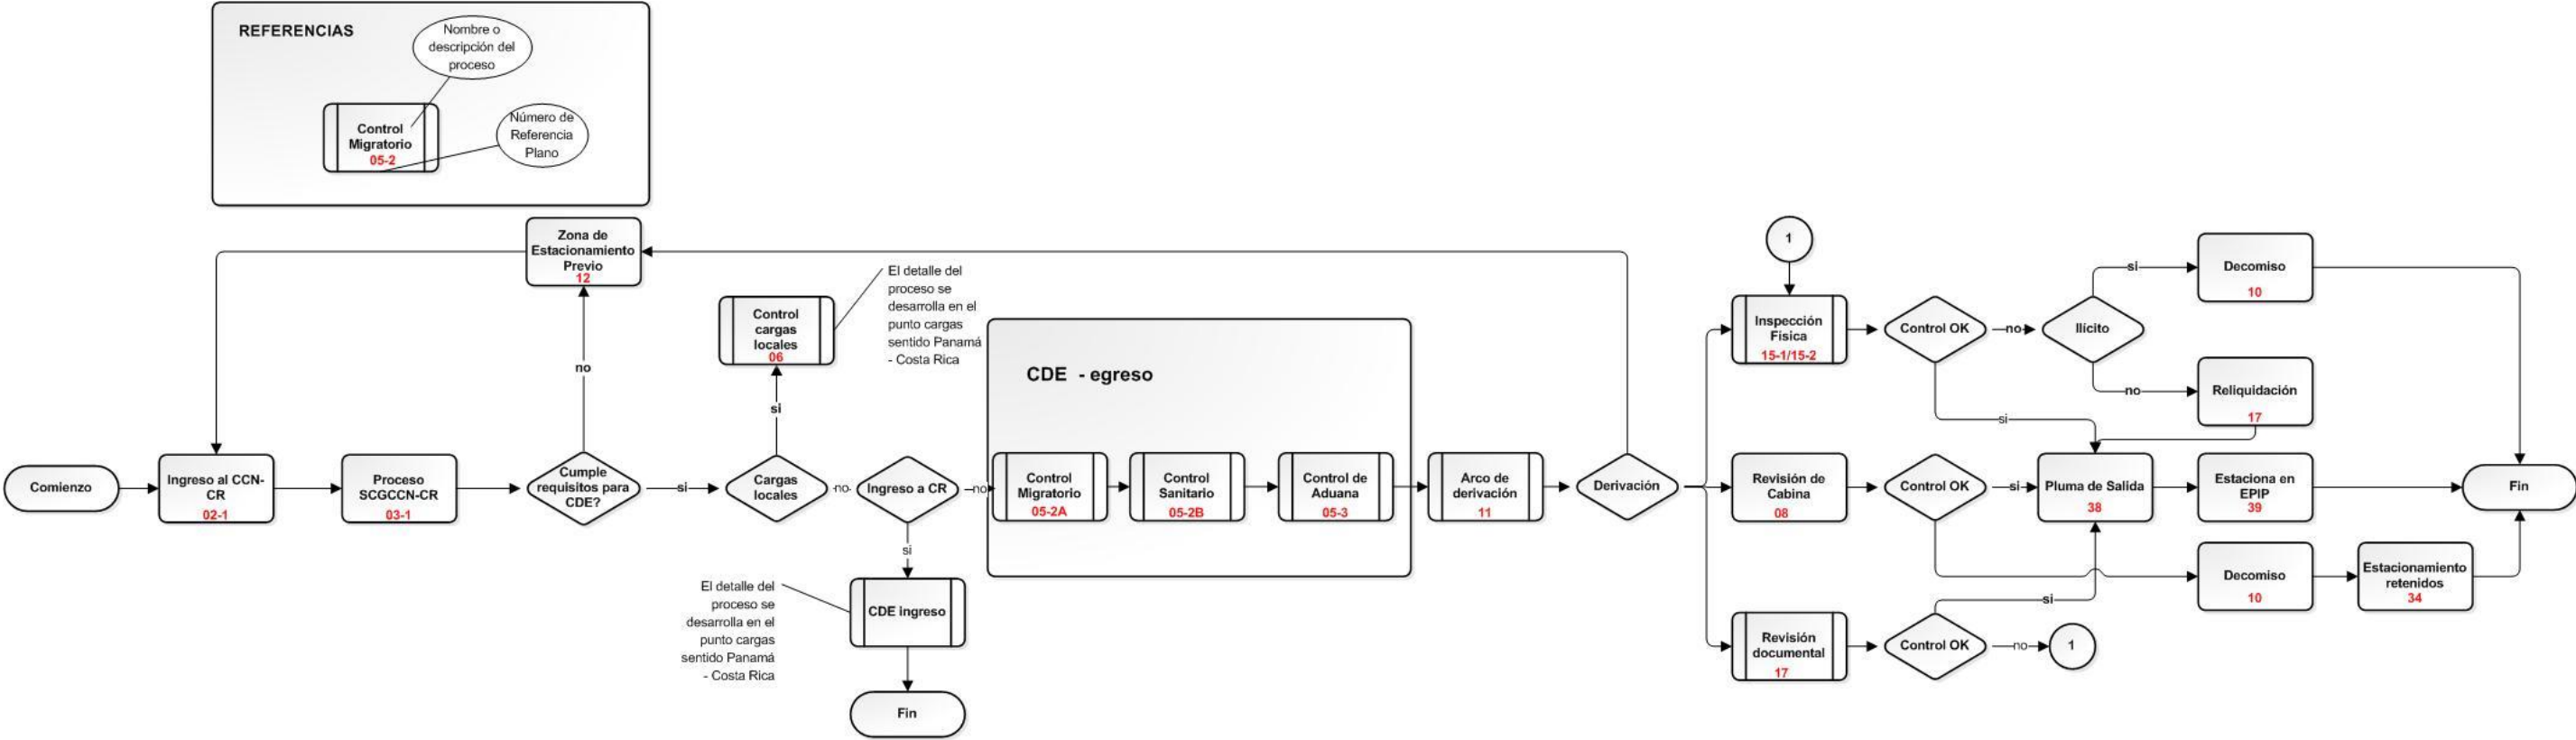 REFERENCIAS
Nombre o
descripción del
proceso
Control
Migratorio
05-2
Número de
Referencia
Plano
Zona de
Estacionamiento
Previo
12
no
Control
cargas
locales
06
si
El detalle del
proceso se
desarrolla en el
punto cargas
sentido Panamá
- Costa Rica
Comienzo
Ingreso al CCN-
CR
02-1
Proceso
SCGCCN-CR
03-1
Cumple
requisitos para
CDE?
si
Cargas
locales
no
Ingreso a CR
no
si
El detalle del
proceso se
desarrolla en el
punto cargas
sentido Panamá
- Costa Rica
CDE ingreso
Fin
CDE - egreso
Control
Migratorio
05-2A
Control
Sanitario
05-2B
Control de
Aduana
05-3
Arco de
derivación
11
Derivación
1
Inspección
Física
15-1/15-2
Control OK
no
Ilícito
si
Decomiso
10
no
Reliquidación
17
si
Revisión de
Cabina
08
Control OK
si
Pluma de Salida
38
Estaciona en
EPIP
39
Fin
Decomiso
10
Estacionamiento
retenidos
34
Revisión
documental
17
Control OK
si
no
1